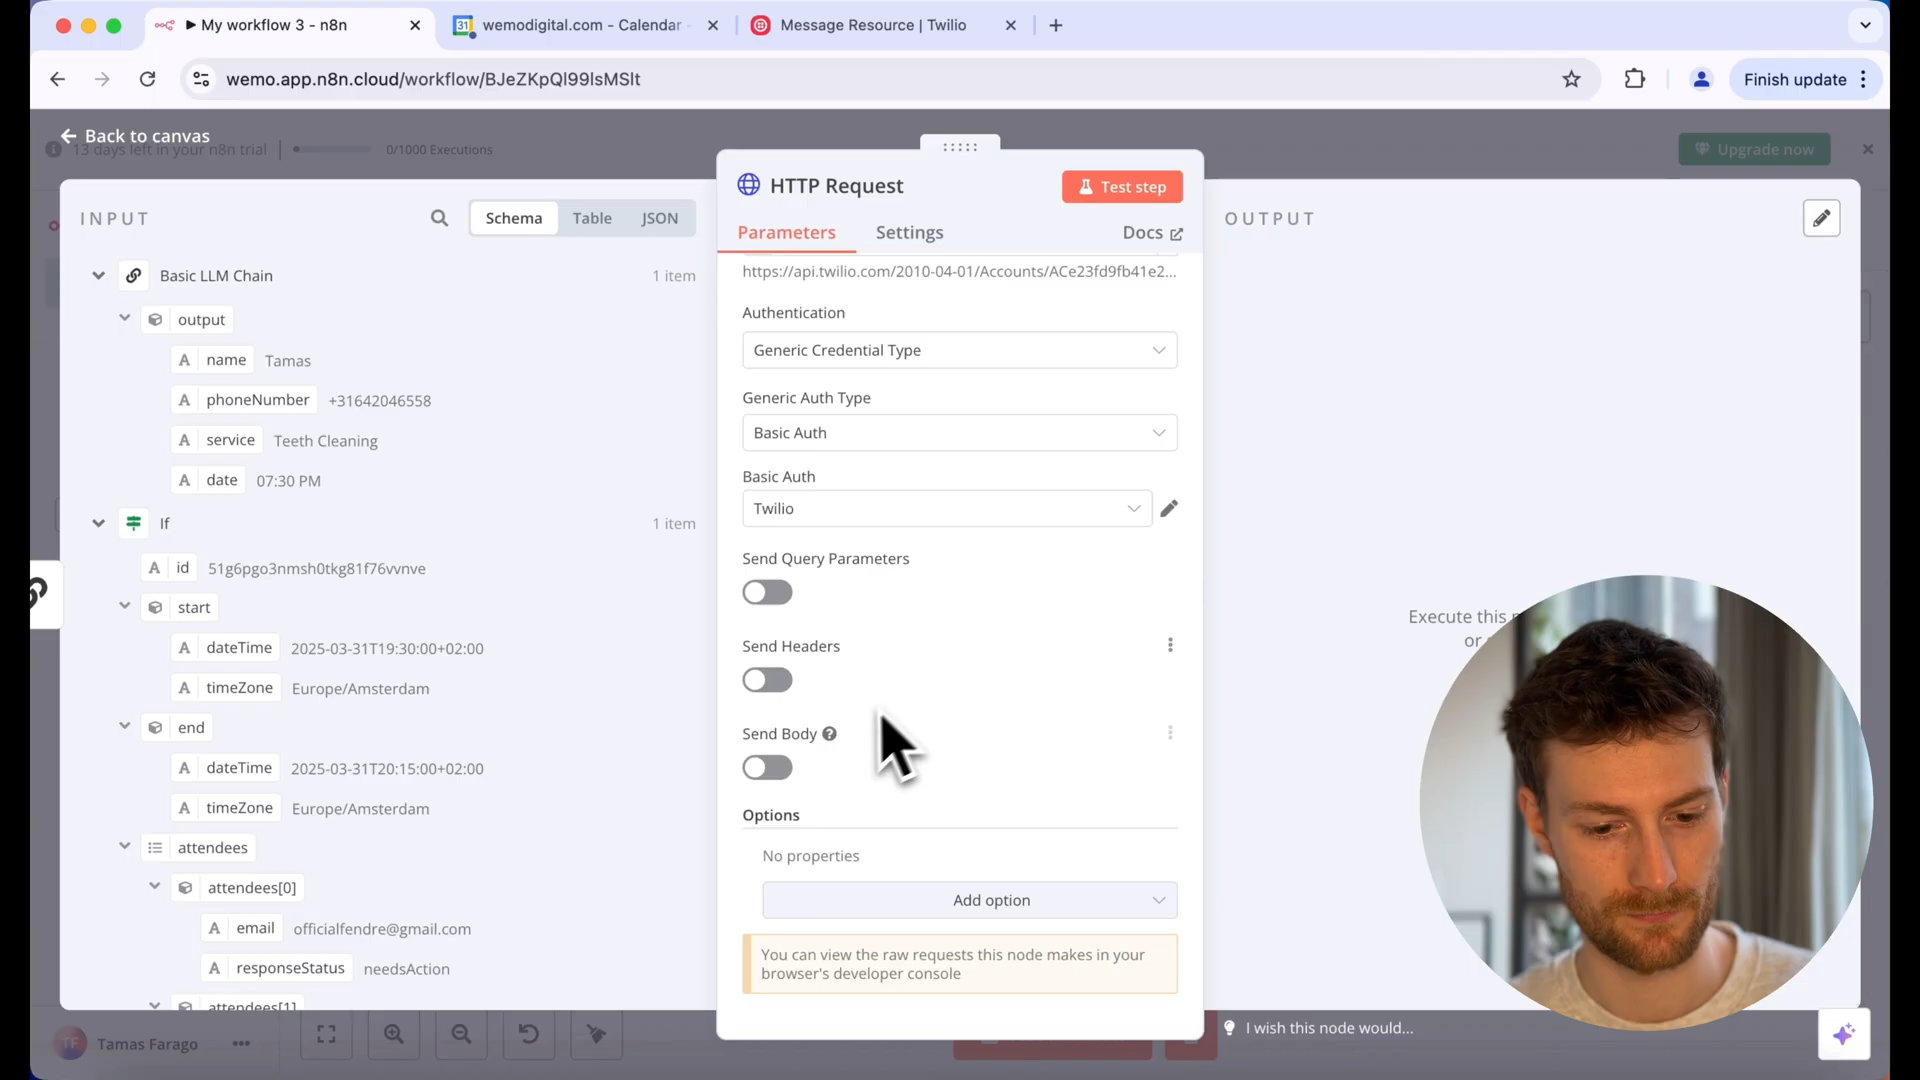 ▶ My workflow 3 - n8n
31
wemodigital.com - Calendar -
Message Resource | Twilio
wemo.app.n8n.cloud/workflow/BJeZKpQl99lsMSlt
Finish update
Back to canvas
13 days left in your n8n trial
0/1000 Executions
Upgrade now
INPUT
Schema
Table
JSON
HTTP Request
Test step
OUTPUT
Parameters
Settings
Docs
Basic LLM Chain
1 item
output
A name Tamas
A phoneNumber +31642046558
A service Teeth Cleaning
A date 07:30 PM
If
1 item
A id 51g6pgo3nmsh0tkg81f76vvnve
start
A dateTime 2025-03-31T19:30:00+02:00
A timeZone Europe/Amsterdam
end
A dateTime 2025-03-31T20:15:00+02:00
A timeZone Europe/Amsterdam
attendees
attendees[0]
A email officialfendre@gmail.com
A responseStatus needsAction
attendees[1]
https://api.twilio.com/2010-04-01/Accounts/ACe23fd9fb41e2...
Authentication
Generic Credential Type
Generic Auth Type
Basic Auth
Basic Auth
Twilio
Send Query Parameters
Send Headers
Send Body ?
Options
No properties
Add option
You can view the raw requests this node makes in your
browser's developer console
Execute this
or
I wish this node would...
TF Tamas Farago